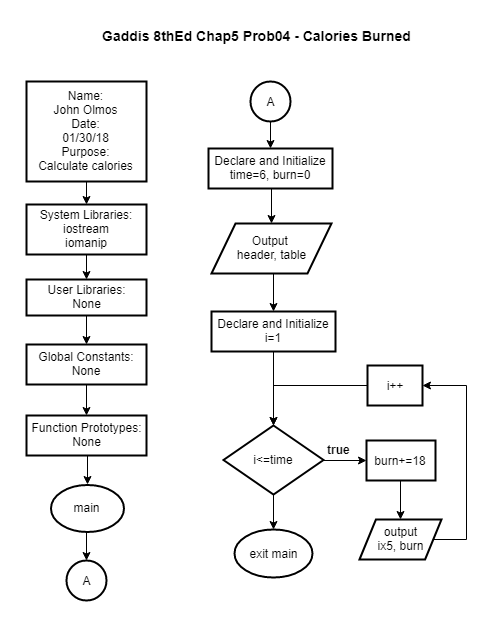 Gaddis 8thEd Chap5 Prob04 - Calories Burned
Name:
John Olmos
Date:
01/30/18
Purpose:
Calculate calories
System Libraries:
iostream
iomanip
User Libraries:
None
Global Constants:
None
Function Prototypes:
None
main
A
A
Declare and Initialize
time=6, burn=0
Output
header, table
Declare and Initialize
i=1
i++
i<=time
true
burn+=18
output
ix5, burn
exit main